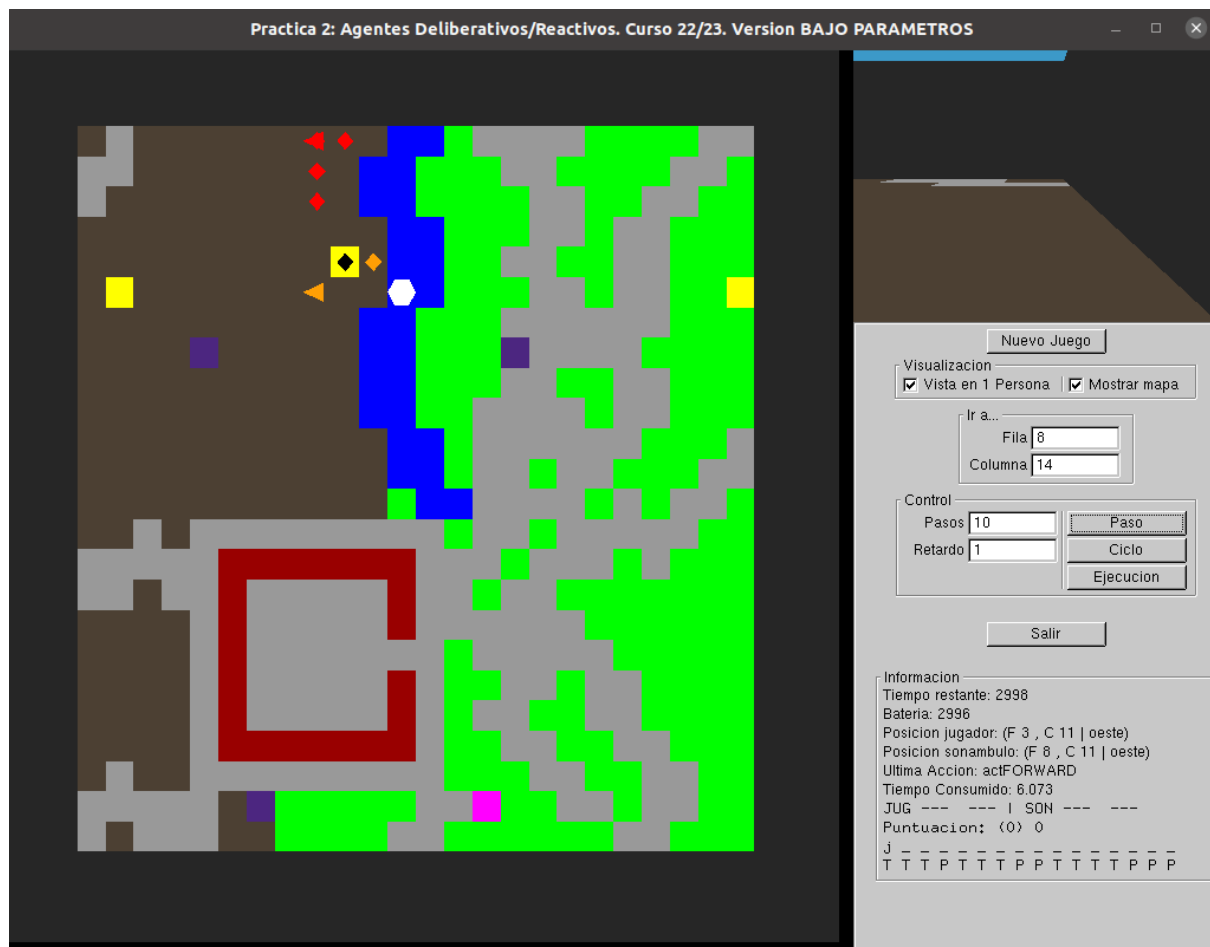 Practica 2: Agentes Deliberativos/Reactivos. Curso 22/23. Version BAJO PARAMETROS
Nuevo Juego
Visualizacion
Vista en 1 Persona
Mostrar mapa
Ir a...
Fila 8
Columna 14
Control
Pasos 10 Paso
Retardo 1 Ciclo
Ejecucion
Salir
Informacion
Tiempo restante: 2998
Bateria: 2996
Posicion jugador: (F 3 , C 11 | oeste)
Posicion sonambulo: (F 8 , C 11 | oeste)
Ultima Accion: actFORWARD
Tiempo Consumido: 6.073
JUG --- --- | SON --- ---
Puntuacion: (0) 0
j _ _ _ _ _ _ _ _ _ _ _ _ _ _ _
T T T P T T T P P T T T T P P P